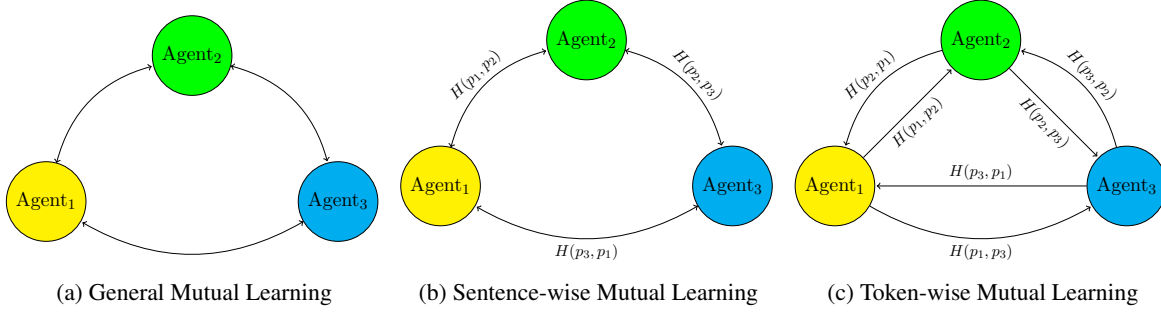 Agent₂
Agent₁
Agent₃
(a) General Mutual Learning
Agent₂
H(p₁, p₂)
H(p₂, p₃)
Agent₁
Agent₃
H(p₃, p₁)
(b) Sentence-wise Mutual Learning
Agent₂
H(p₂, p₁)
H(p₃, p₂)
H(p₁, p₂)
H(p₂, p₃)
H(p₃, p₁)
Agent₁
Agent₃
H(p₁, p₃)
(c) Token-wise Mutual Learning